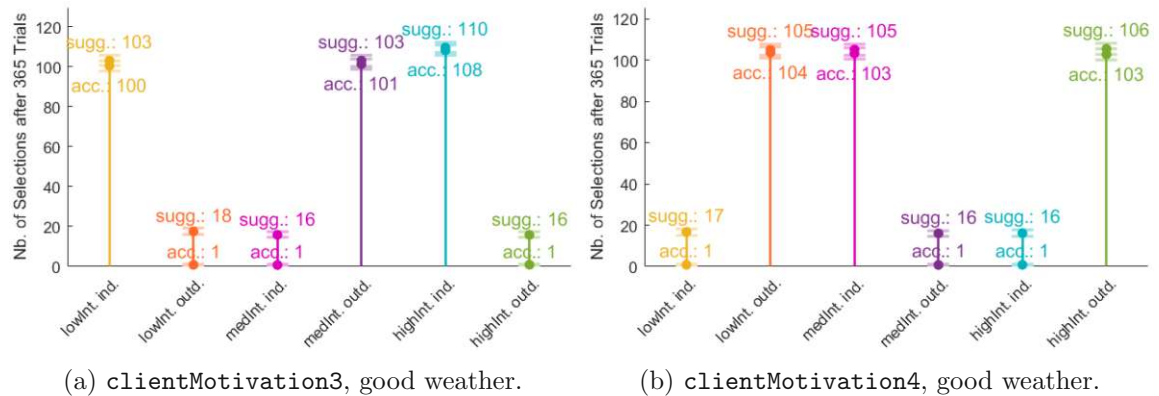 Nb. of Selections after 365 Trials
120
100
80
60
40
20
0
sugg.: 103
acc.: 100
sugg.: 18
acc.: 1
sugg.: 16
acc.: 1
sugg.: 103
acc.: 101
sugg.: 110
acc.: 108
sugg.: 16
acc.: 1
lowInt. ind.
lowInt. outd.
medInt. ind.
medInt. outd.
highInt. ind.
highInt. outd.
(a) clientMotivation3, good weather.
Nb. of Selections after 365 Trials
120
100
80
60
40
20
0
sugg.: 17
acc.: 1
sugg.: 105
acc.: 104
sugg.: 105
acc.: 103
sugg.: 16
acc.: 1
sugg.: 16
acc.: 1
sugg.: 106
acc.: 103
lowInt. ind.
lowInt. outd.
medInt. ind.
medInt. outd.
highInt. ind.
highInt. outd.
(b) clientMotivation4, good weather.